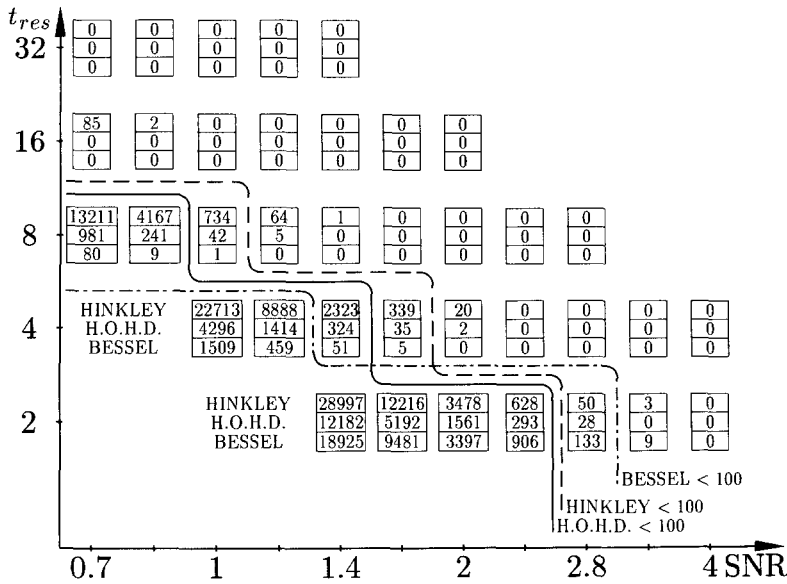 t_res
0 0 0 0 0
32 0 0 0 0 0
0 0 0 0 0
85 2 0 0 0 0 0
16 0 0 0 0 0 0 0
0 0 0 0 0 0 0
13211 4167 734 64 1 0 0 0 0
8 981 241 42 5 0 0 0 0 0
80 9 1 0 0 0 0 0 0
HINKLEY 22713 8888 2323 339 20 0 0 0 0
4 H.O.H.D. 4296 1414 324 35 2 0 0 0 0
BESSEL 1509 459 51 5 0 0 0 0 0
HINKLEY 28997 12216 3478 628 50 3 0
2 H.O.H.D. 12182 5192 1561 293 28 0 0
BESSEL 18925 9481 3397 906 133 9 0
BESSEL < 100
HINKLEY < 100
H.O.H.D. < 100
0.7 1 1.4 2 2.8 4 SNR